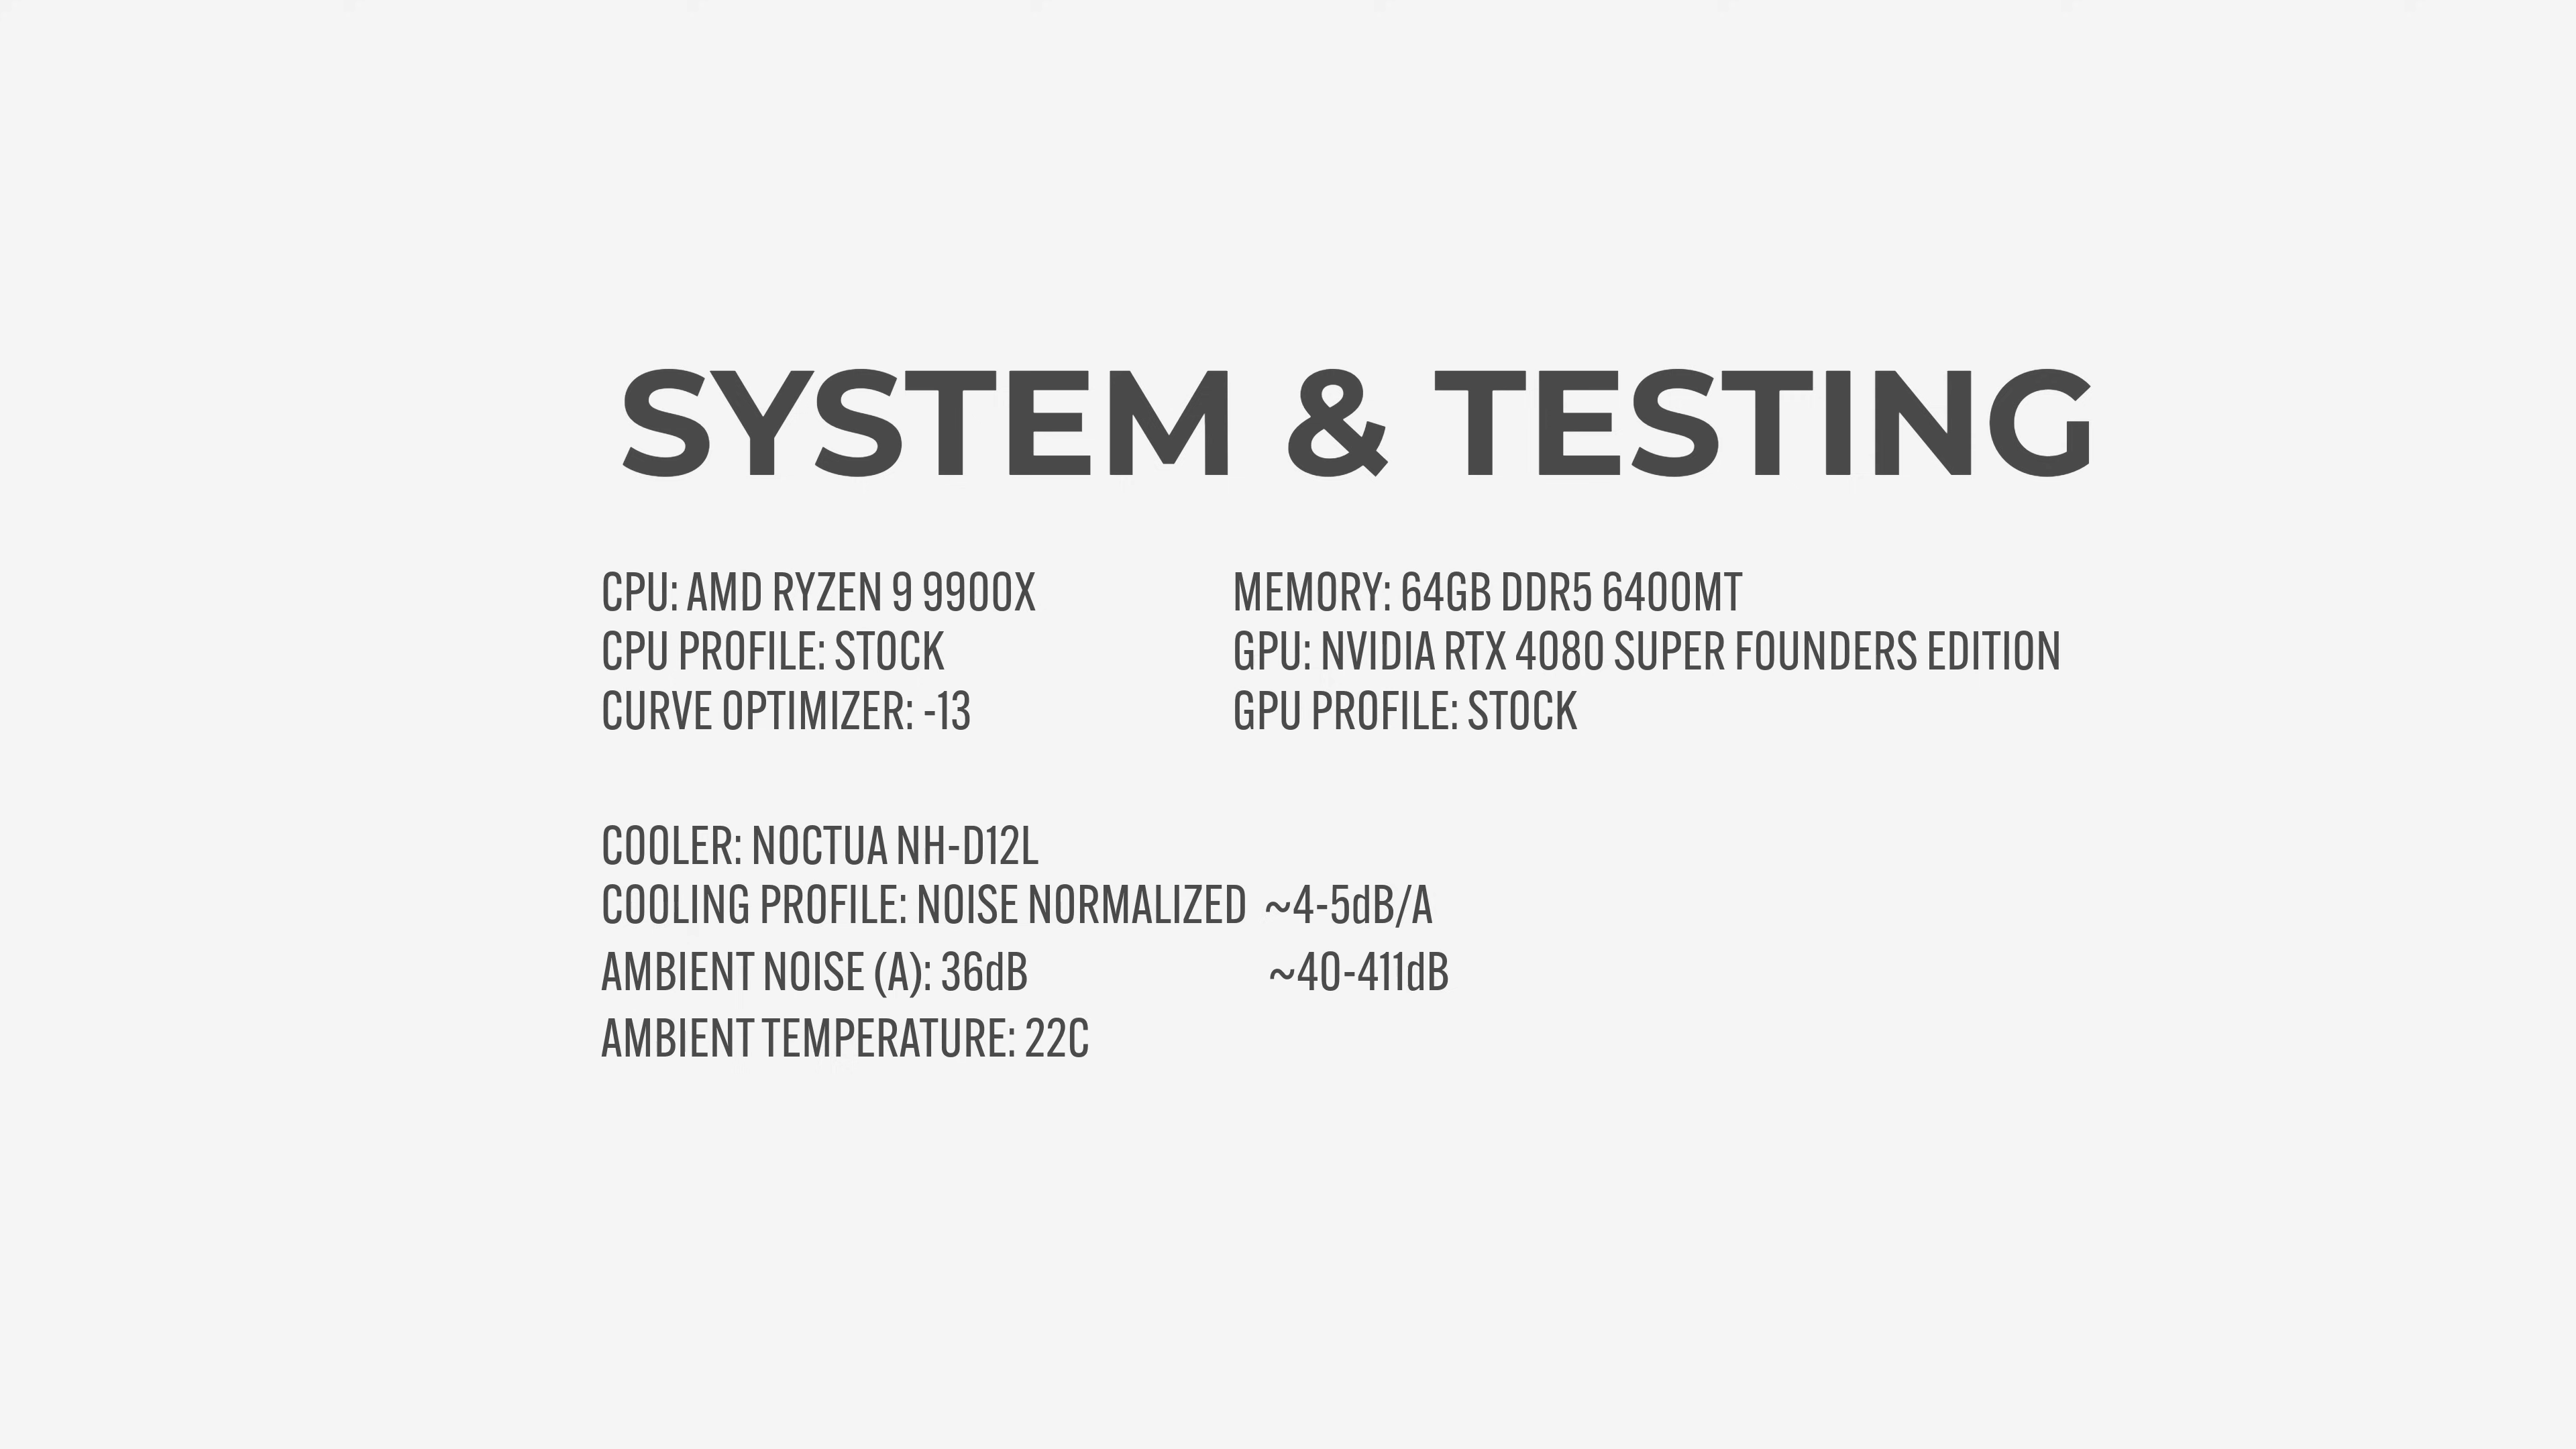 SYSTEM & TESTING
CPU: AMD RYZEN 9 9900X
CPU PROFILE: STOCK
CURVE OPTIMIZER: -13
MEMORY: 64GB DDR5 6400MT
GPU: NVIDIA RTX 4080 SUPER FOUNDERS EDITION
GPU PROFILE: STOCK
COOLER: NOCTUA NH-D12L
COOLING PROFILE: NOISE NORMALIZED ~4-5dB/A
AMBIENT NOISE (A): 36dB ~40-411dB
AMBIENT TEMPERATURE: 22C